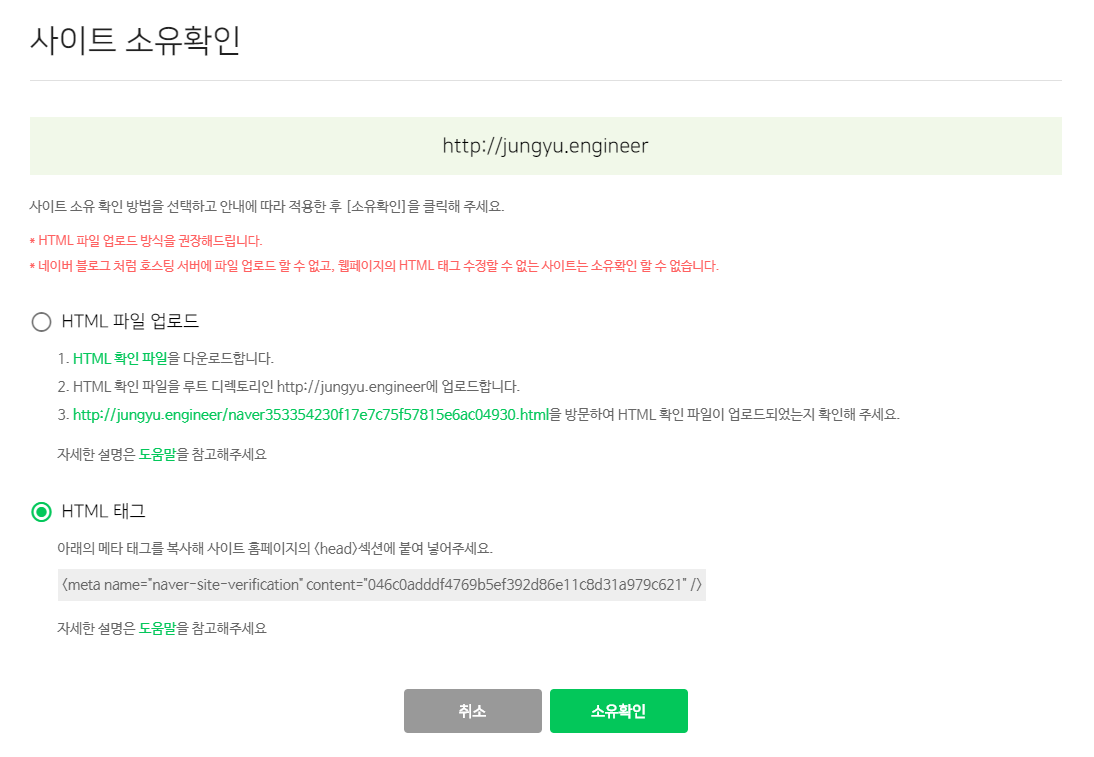 사이트 소유확인
http://jungyu.engineer
사이트 소유 확인 방법을 선택하고 안내에 따라 적용한 후 [소유확인]을 클릭해 주세요.
* HTML 파일 업로드 방식을 권장해드립니다.
* 네이버 블로그 처럼 호스팅 서버에 파일 업로드 할 수 없고, 웹페이지의 HTML 태그 수정할 수 없는 사이트는 소유확인 할 수 없습니다.
HTML 파일 업로드
1. HTML 확인 파일을 다운로드합니다.
2. HTML 확인 파일을 루트 디렉토리인 http://jungyu.engineer에 업로드합니다.
3. http://jungyu.engineer/naver353354230f17e7c75f57815e6ac04930.html을 방문하여 HTML 확인 파일이 업로드되었는지 확인해 주세요.
자세한 설명은 도움말을 참고해주세요
HTML 태그
아래의 메타 태그를 복사해 사이트 홈페이지의 <head>섹션에 붙여 넣어주세요.
<meta name="naver-site-verification" content="046c0adddf4769b5ef392d86e11c8d31a979c621" />
자세한 설명은 도움말을 참고해주세요
취소
소유확인